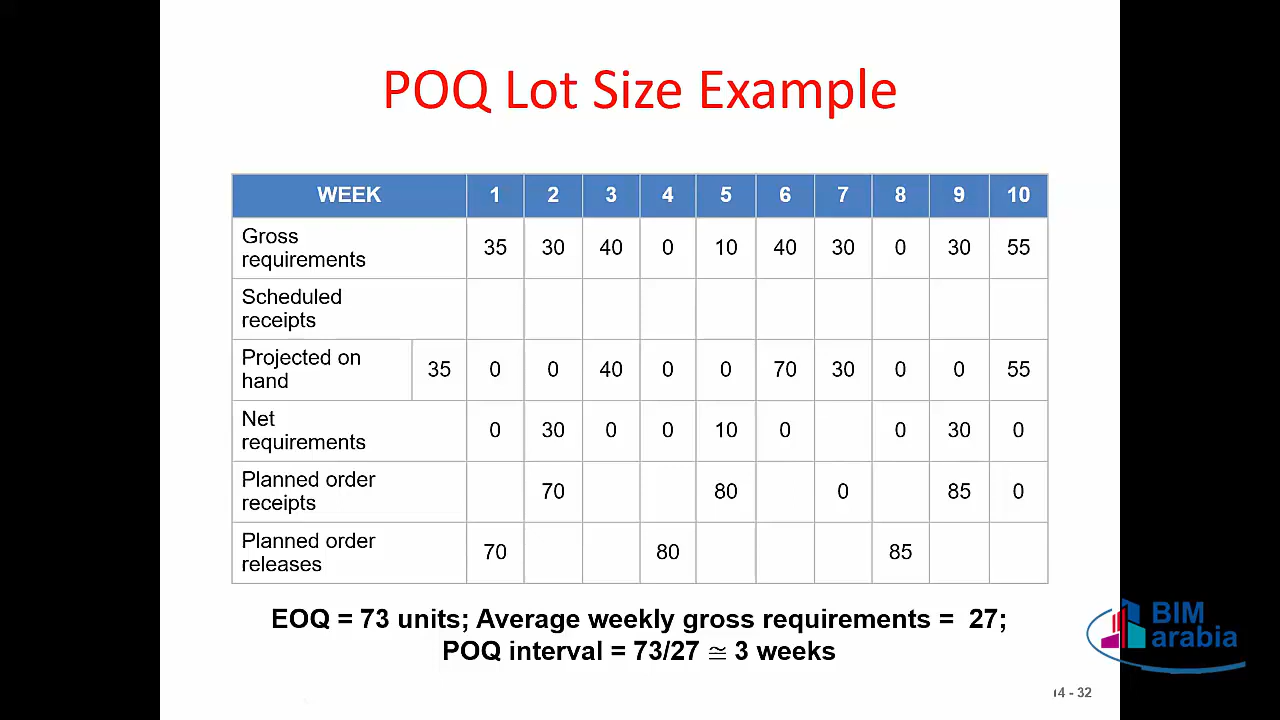 POQ Lot Size Example
WEEK 1 2 3 4 5 6 7 8 9 10
Gross requirements 35 30 40 0 10 40 30 0 30 55
Scheduled receipts
Projected on hand 35 0 0 40 0 0 70 30 0 0 55
Net requirements 0 30 0 0 10 0 0 30 0
Planned order receipts 70 80 0 85 0
Planned order releases 70 80 85
EOQ = 73 units; Average weekly gross requirements = 27;
POQ interval = 73/27 ≅ 3 weeks
BIM
arabia
14 - 32